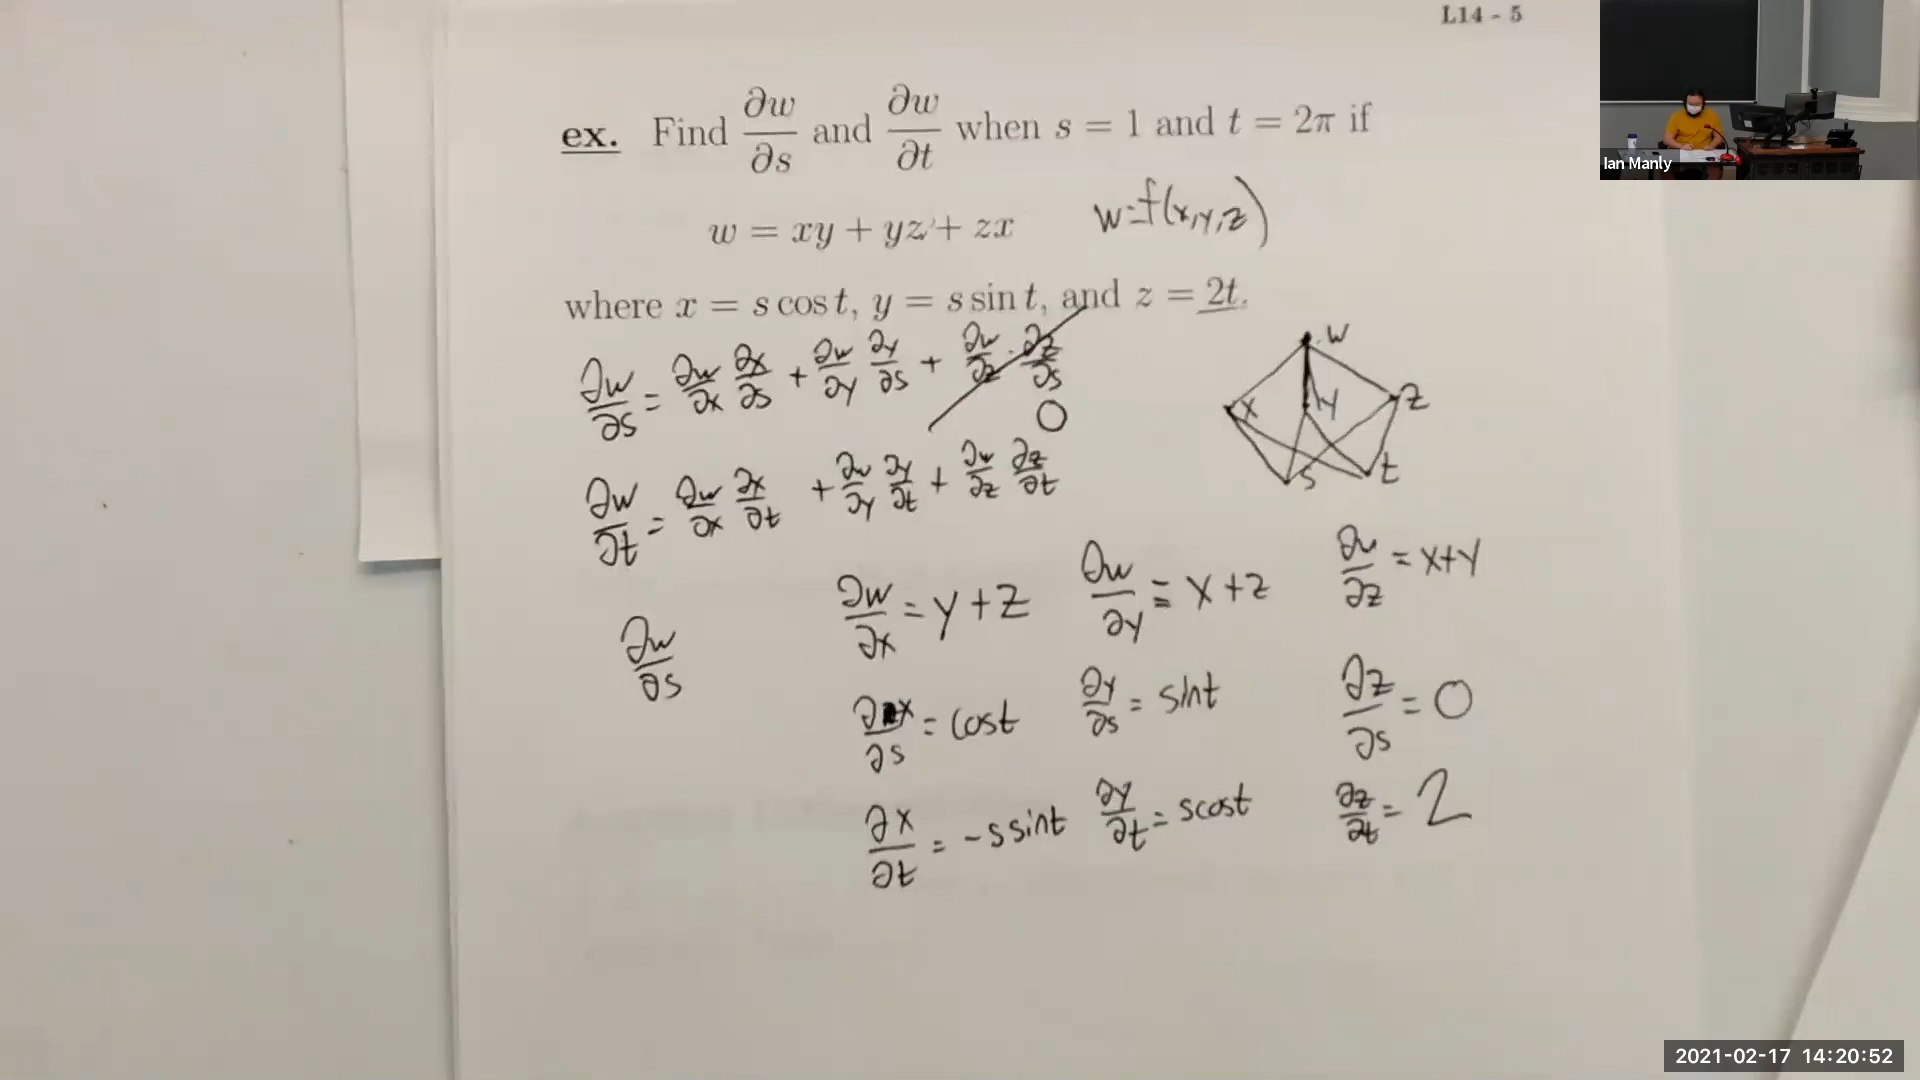 L14 - 5
ex. Find ∂w/∂s and ∂w/∂t when s = 1 and t = 2π if
w = xy + yz + zx w=f(x,y,z)
where x = s cos t, y = s sin t, and z = 2t.
∂w/∂s = ∂w/∂x ∂x/∂s + ∂w/∂y ∂y/∂s + ∂w/∂z · ∂z/∂s
0
w
x y z
s t
∂w/∂t = ∂w/∂x ∂x/∂t + ∂w/∂y ∂y/∂t + ∂w/∂z ∂z/∂t
∂w/∂x = y+z ∂w/∂y = x+z ∂w/∂z = x+y
∂w/∂s
∂x/∂s = cost ∂y/∂s = sint ∂z/∂s = 0
∂x/∂t = -s sint ∂y/∂t = scost ∂z/∂t = 2
Ian Manly
2021-02-17 14:20:52